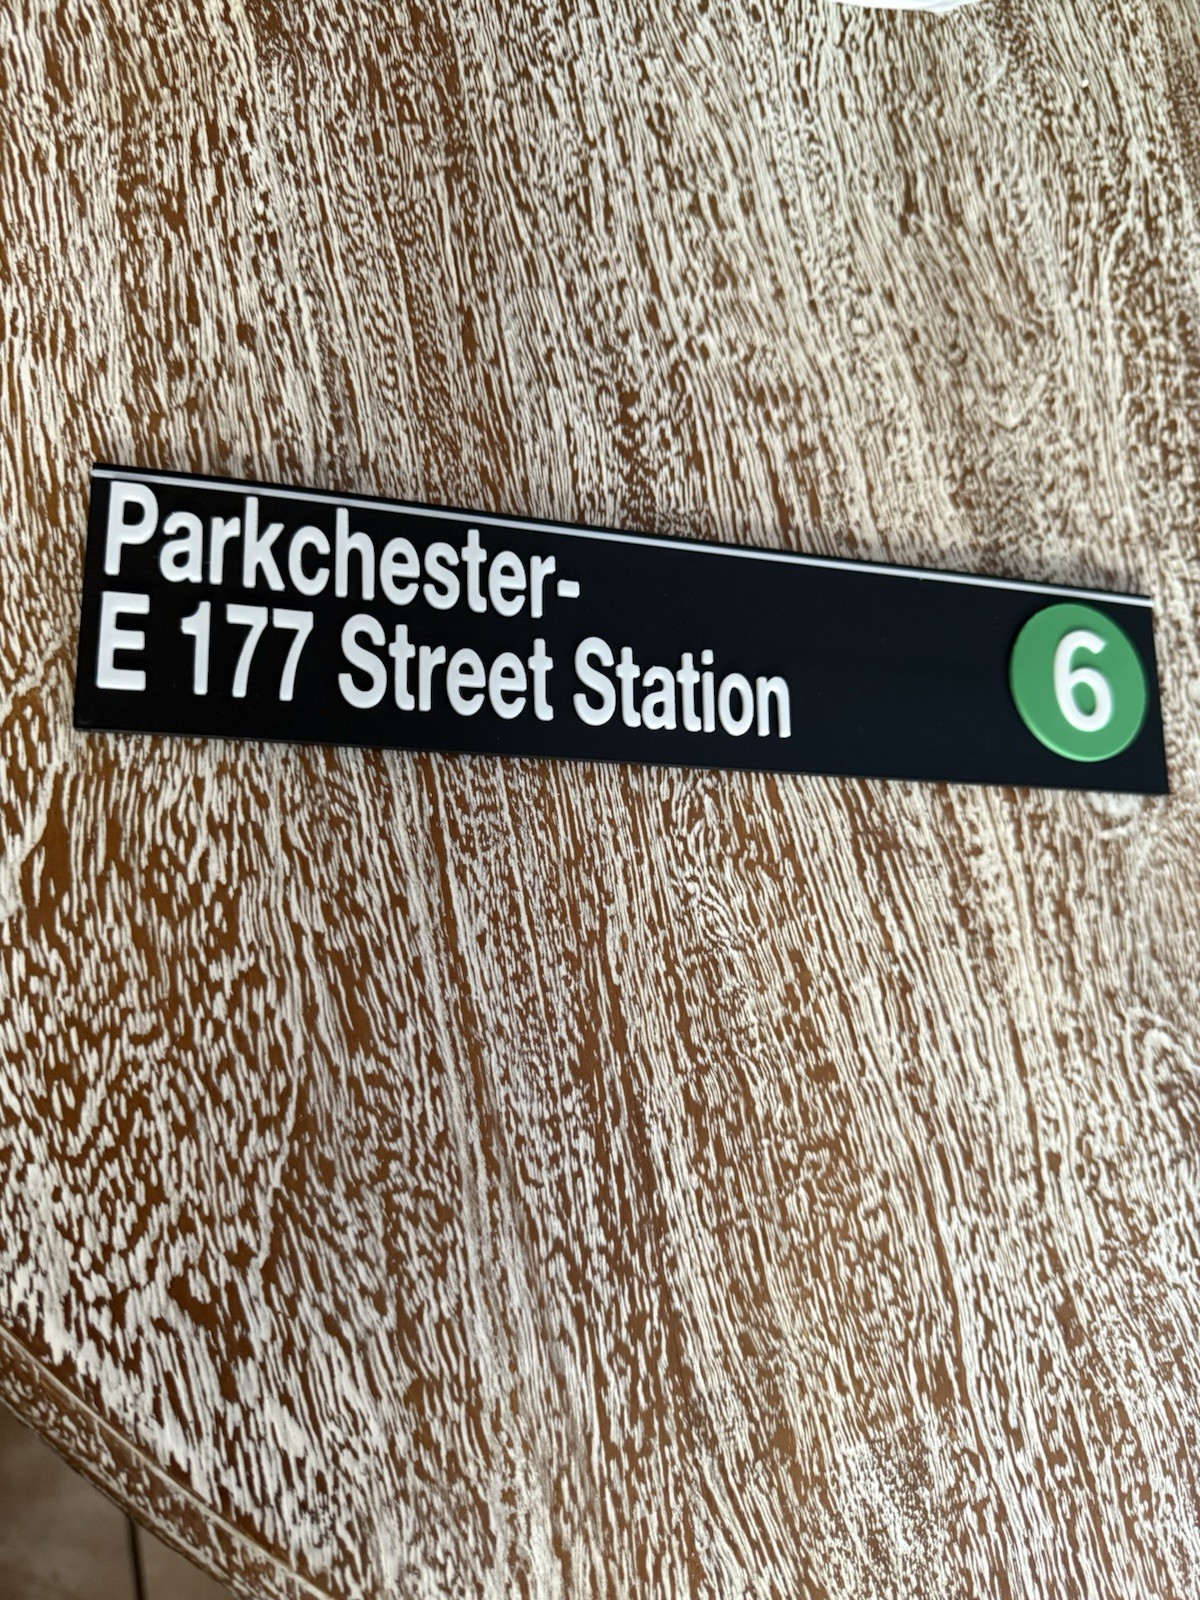 Parkchester-
E 177 Street Station
6